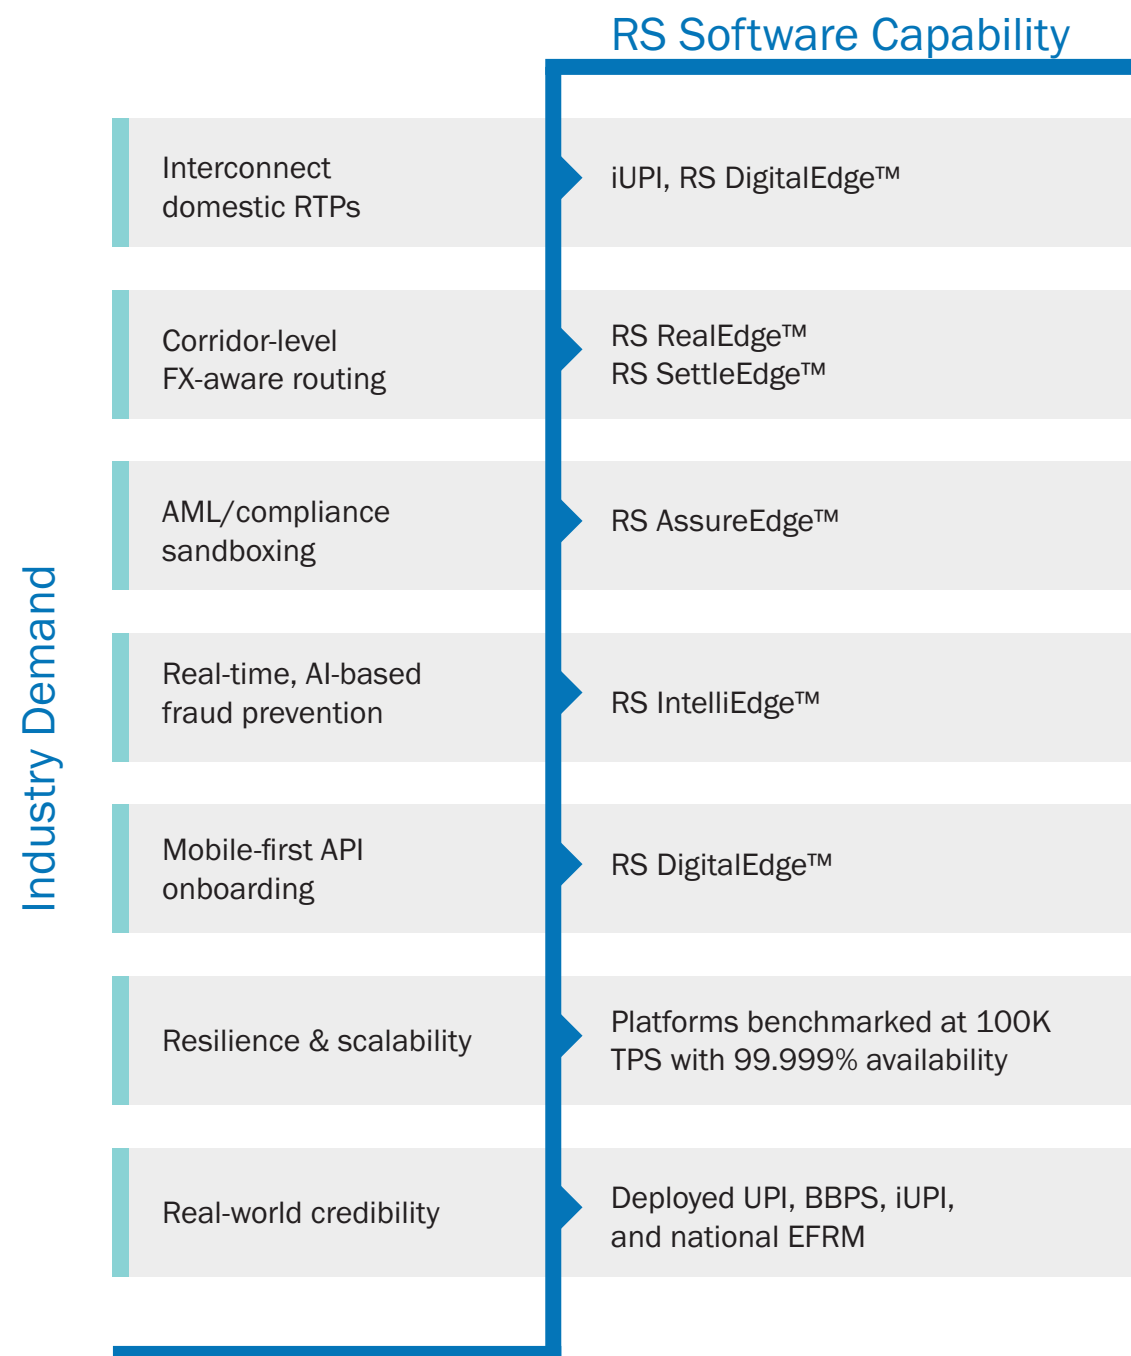 RS Software Capability
Industry Demand
Interconnect
domestic RTPs
iUPI, RS DigitalEdge™
Corridor-level
FX-aware routing
RS RealEdge™
RS SettleEdge™
AML/compliance
sandboxing
RS AssureEdge™
Real-time, AI-based
fraud prevention
RS IntelliEdge™
Mobile-first API
onboarding
RS DigitalEdge™
Resilience & scalability
Platforms benchmarked at 100K
TPS with 99.999% availability
Real-world credibility
Deployed UPI, BBPS, iUPI,
and national EFRM